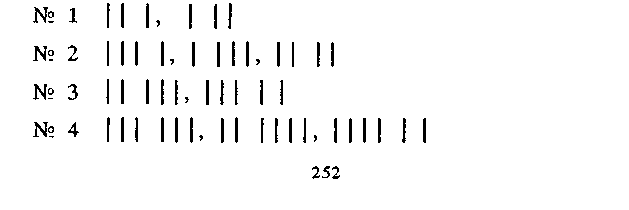 № 1 || |, | ||
№ 2 ||| |, | |||, || ||
№ 3 || |||, ||| ||
№ 4 ||| |||, || ||||, |||| ||
252